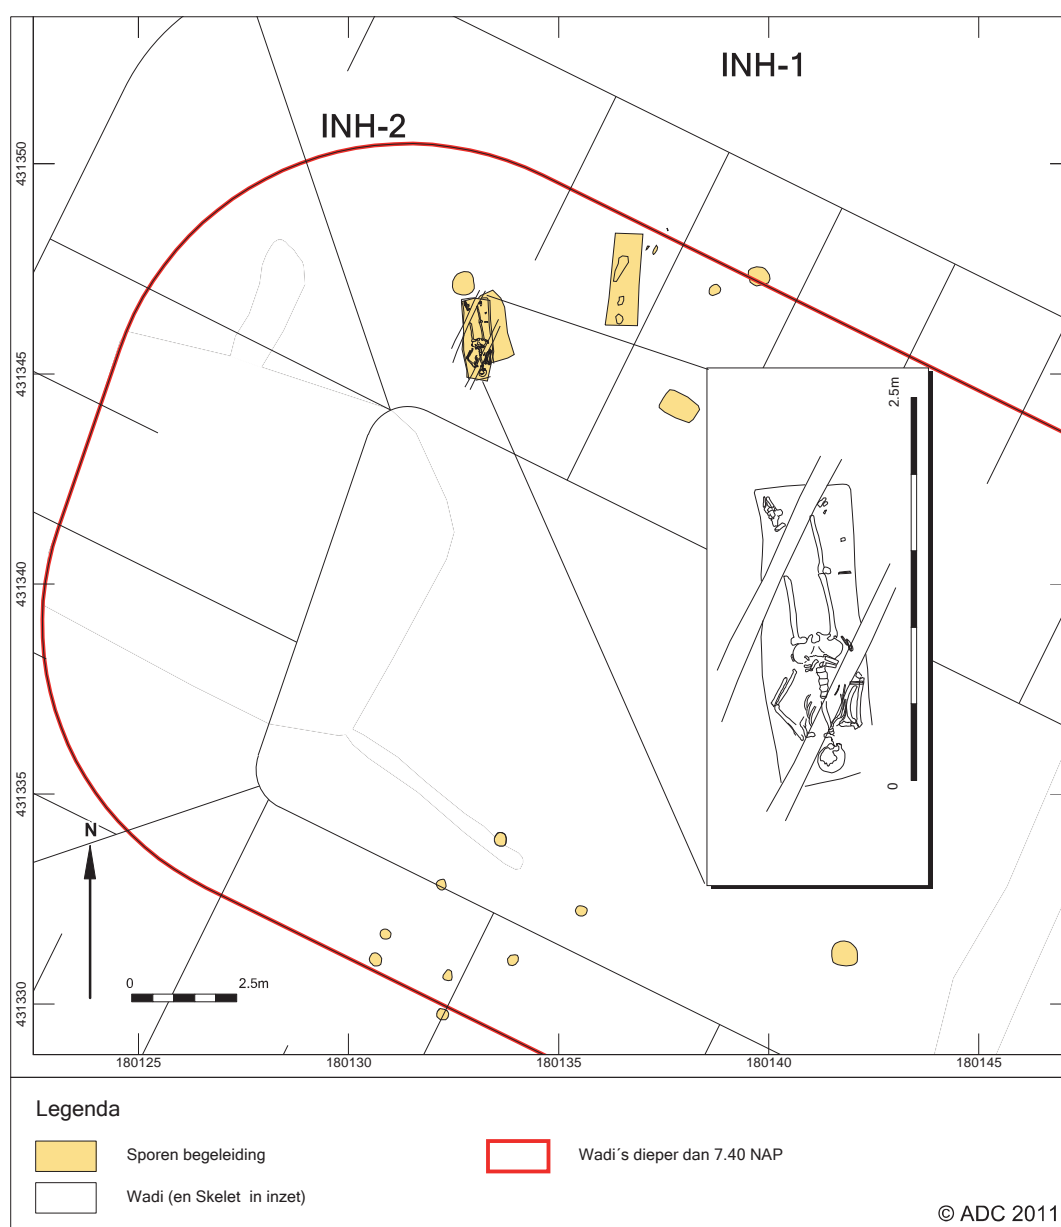 INH-1
INH-2
431350
431345
431340
431335
431330
2.5m
0
N
0
2.5m
180125
180130
180135
180140
180145
Legenda
Sporen begeleiding
Wadi (en Skelet in inzet)
Wadi´s dieper dan 7.40 NAP
© ADC 2011